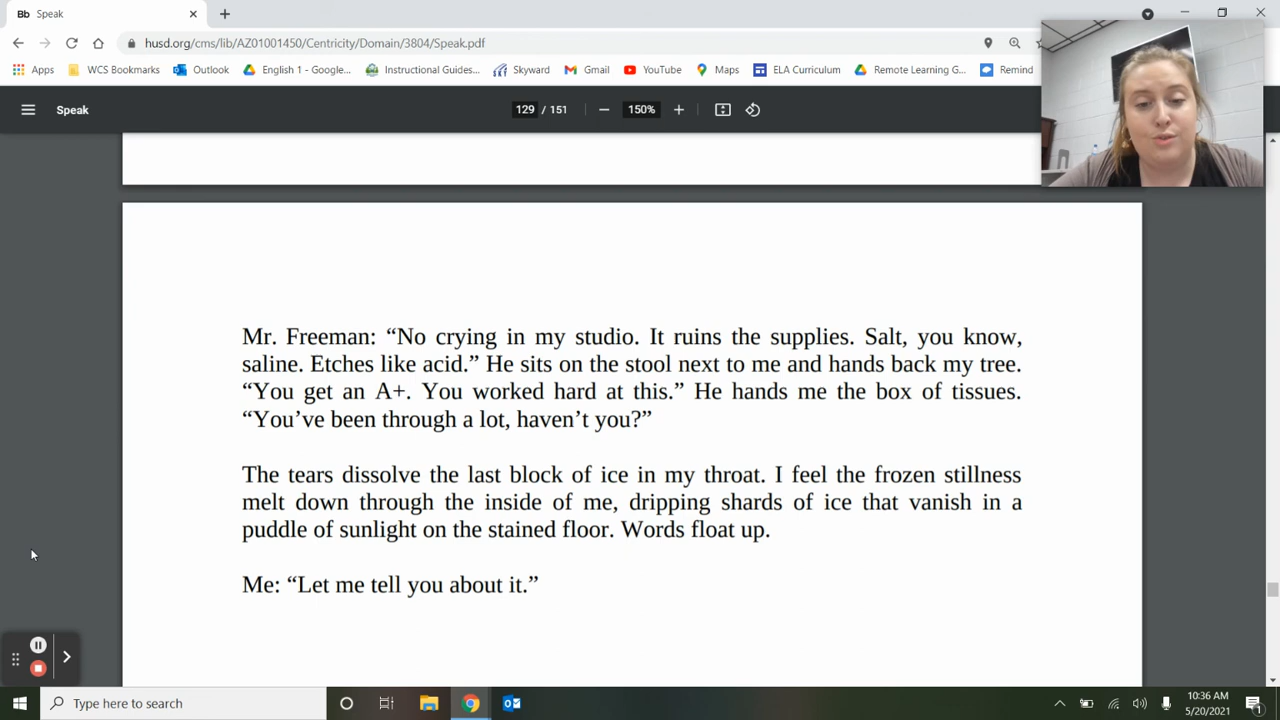 Bb Speak
husd.org/cms/lib/AZ01001450/Centricity/Domain/3804/Speak.pdf
Apps WCS Bookmarks Outlook English 1 - Google... Instructional Guides... Skyward Gmail YouTube Maps ELA Curriculum Remote Learning G... Remind
Speak 129 / 151 150%
Mr. Freeman: “No crying in my studio. It ruins the supplies. Salt, you know,
saline. Etches like acid.” He sits on the stool next to me and hands back my tree.
“You get an A+. You worked hard at this.” He hands me the box of tissues.
“You’ve been through a lot, haven’t you?”
The tears dissolve the last block of ice in my throat. I feel the frozen stillness
melt down through the inside of me, dripping shards of ice that vanish in a
puddle of sunlight on the stained floor. Words float up.
Me: “Let me tell you about it.”
Type here to search
10:36 AM
5/20/2021
1